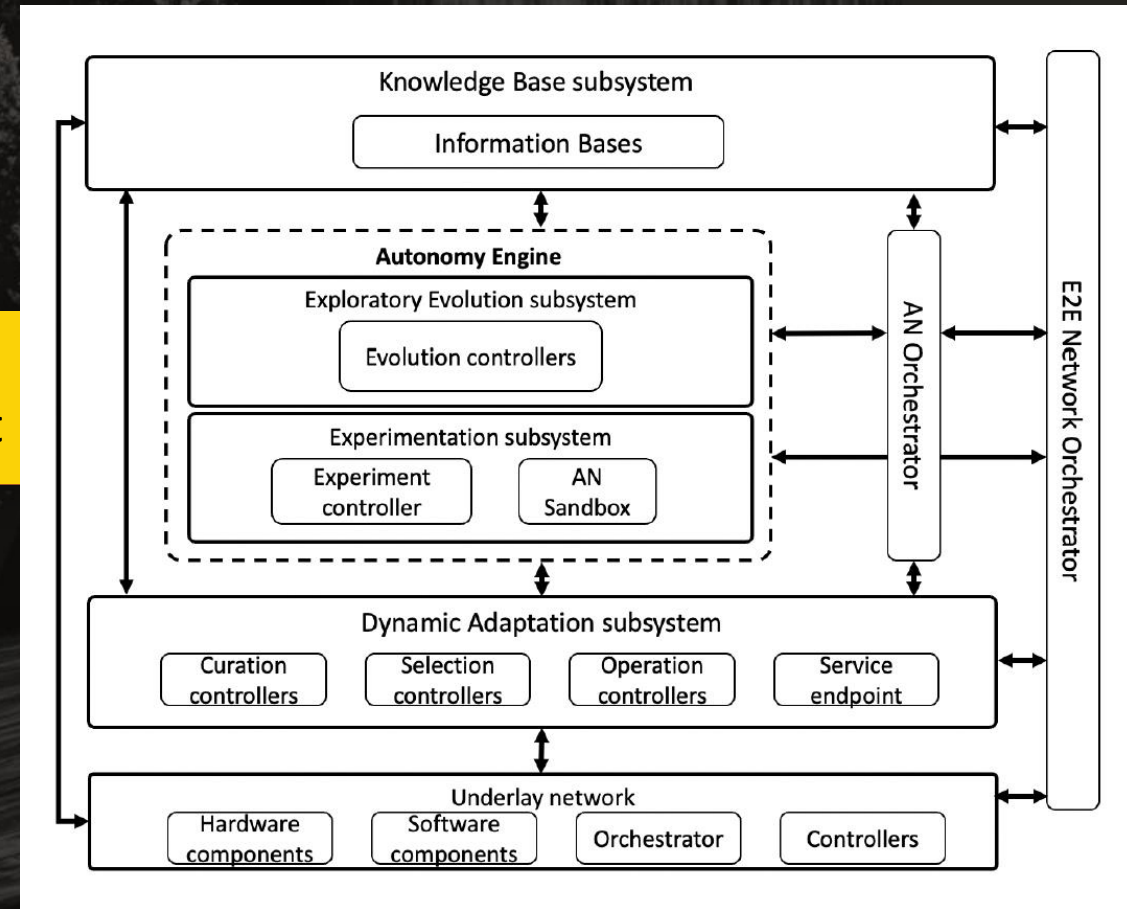 Knowledge Base subsystem
Information Bases
Autonomy Engine
Exploratory Evolution subsystem
Evolution controllers
Experimentation subsystem
Experiment
controller
AN
Sandbox
AN Orchestrator
E2E Network Orchestrator
Dynamic Adaptation subsystem
Curation
controllers
Selection
controllers
Operation
controllers
Service
endpoint
Underlay network
Hardware
components
Software
components
Orchestrator
Controllers